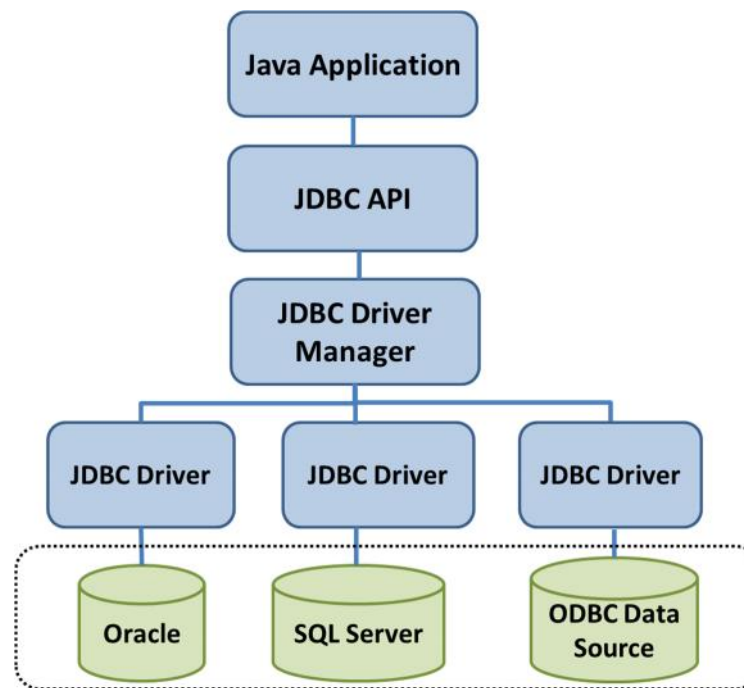 Java Application
JDBC API
JDBC Driver
Manager
JDBC Driver
JDBC Driver
JDBC Driver
Oracle
SQL Server
ODBC Data
Source